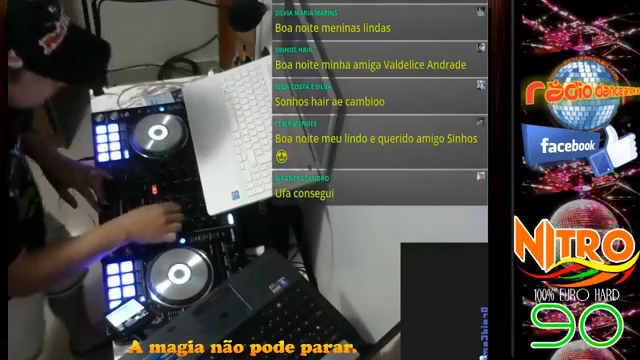 SILVIA MARIA MARINS
Boa noite meninas lindas
SINHOS HAIR
Boa noite minha amiga Valdelice Andrade
IGOR COSTA E SILVA
Sonhos hair ae cambioo
CLAIR MENDES
Boa noite meu lindo e querido amigo Sinhos
WAGNER LEANDRO
Ufa consegui
rádio dance
facebook
NITRO
100% EURO HARD
90
A magia não pode parar.